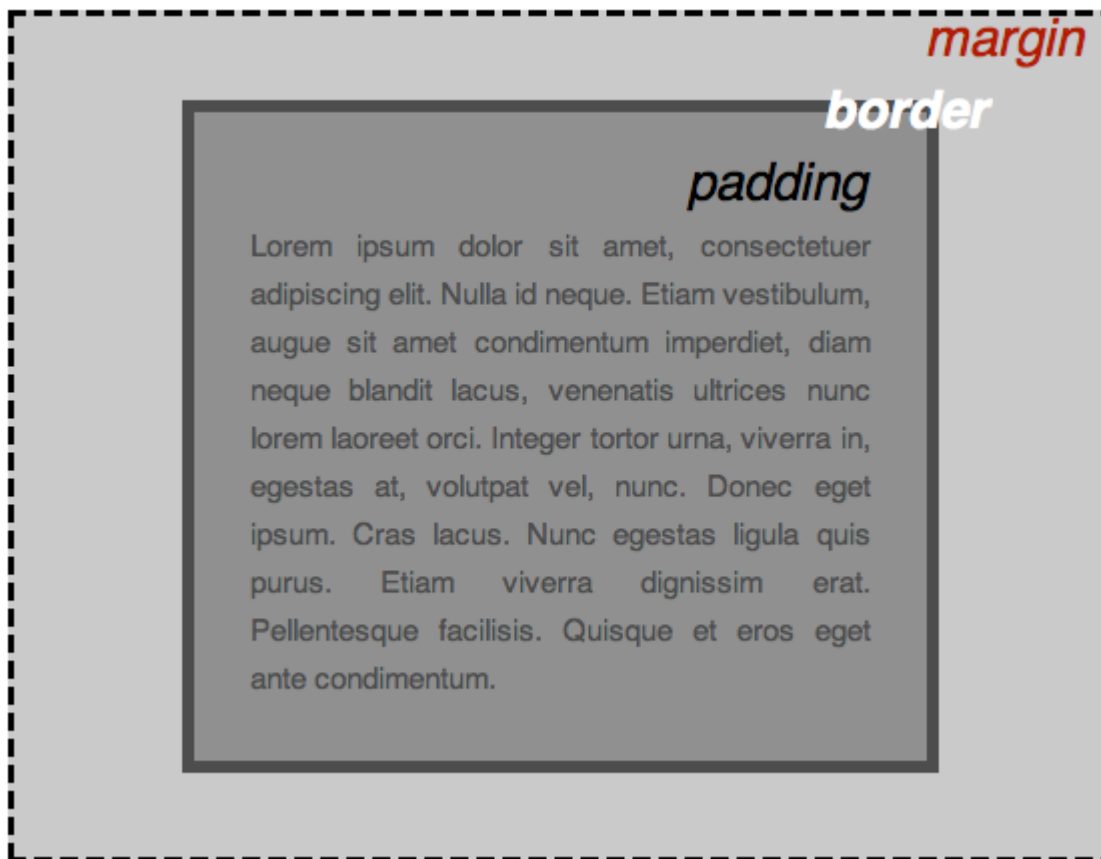 margin
border
padding
Lorem ipsum dolor sit amet, consectetuer
adipiscing elit. Nulla id neque. Etiam vestibulum,
augue sit amet condimentum imperdiet, diam
neque blandit lacus, venenatis ultrices nunc
lorem laoreet orci. Integer tortor urna, viverra in,
egestas at, volutpat vel, nunc. Donec eget
ipsum. Cras lacus. Nunc egestas ligula quis
purus. Etiam viverra dignissim erat.
Pellentesque facilisis. Quisque et eros eget
ante condimentum.